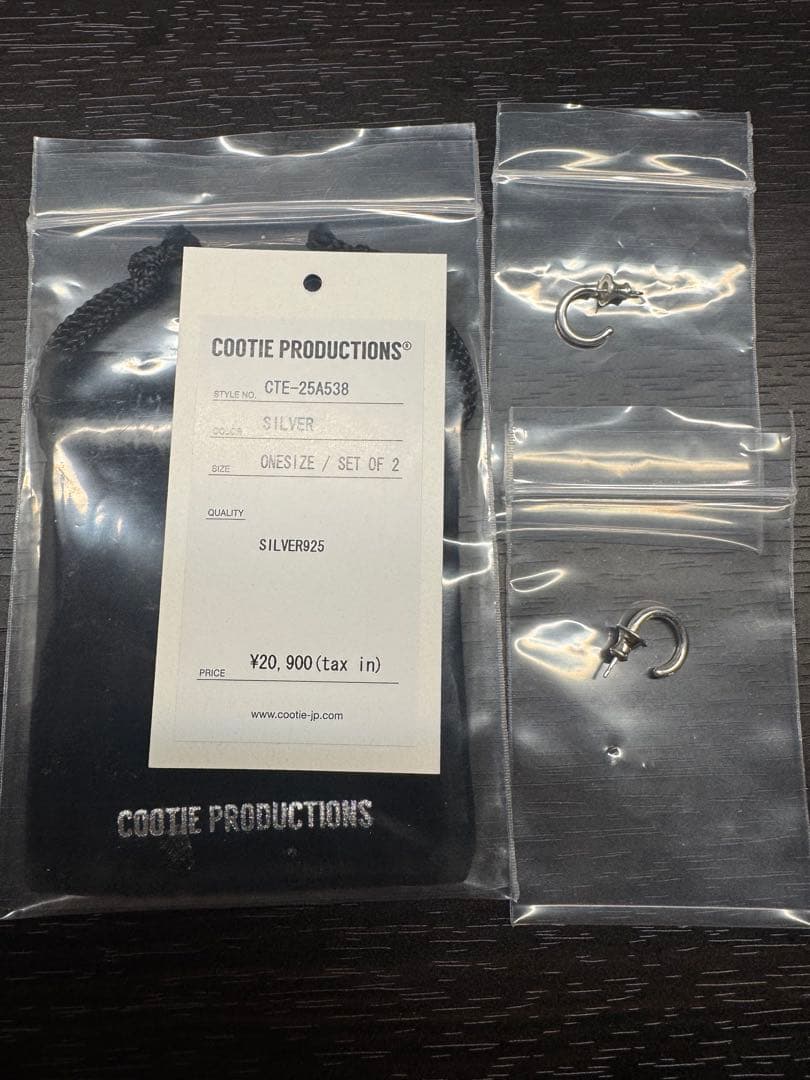 COOTIE PRODUCTIONS®
STYLE NO. CTE-25A538
COLOR SILVER
SIZE ONESIZE / SET OF 2
QUALITY
SILVER925
PRICE ¥20,900(tax in)
www.cootie-jp.com
COOTIE PRODUCTIONS